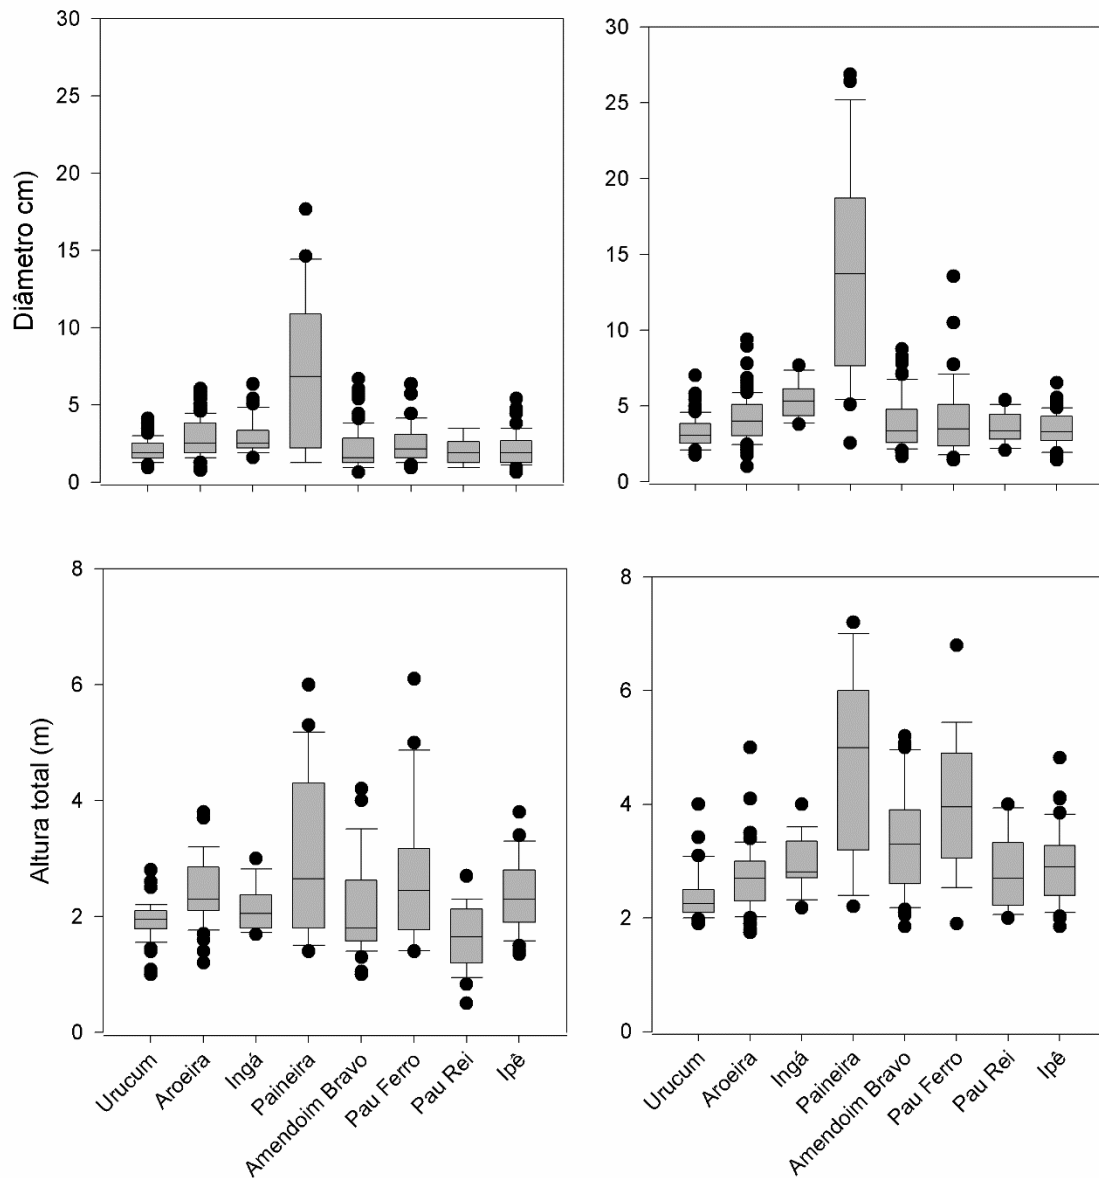 30
25
20
15
10
5
0
Diâmetro cm)
30
25
20
15
10
5
0
8
6
4
2
0
Altura total (m)
Urucum
Aroeira
Ingá
Paineira
Amendoim Bravo
Pau Ferro
Pau Rei
Ipê
8
6
4
2
0
Urucum
Aroeira
Ingá
Paineira
Amendoim Bravo
Pau Ferro
Pau Rei
Ipê